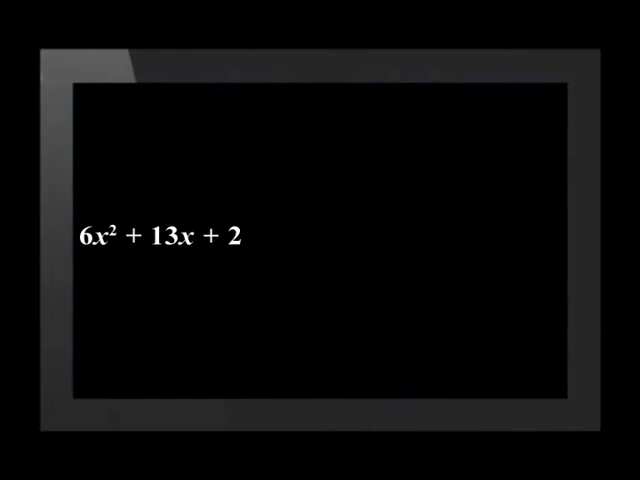 6x² + 13x + 2